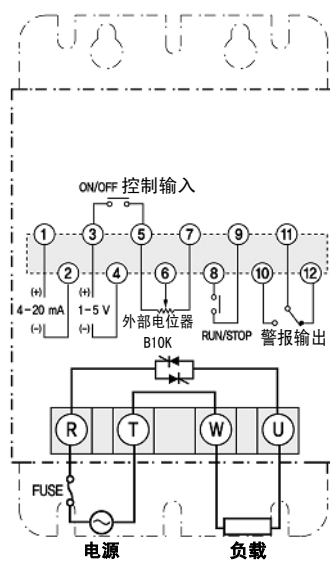 ON/OFF 控制输入
1 3 5 7 9 11
2 4 6 8 10 12
(+) (+)
4-20 mA 1-5 V
(-) (-)
外部电位器
B10K
RUN/STOP
警报输出
R T W U
FUSE
电源 负载